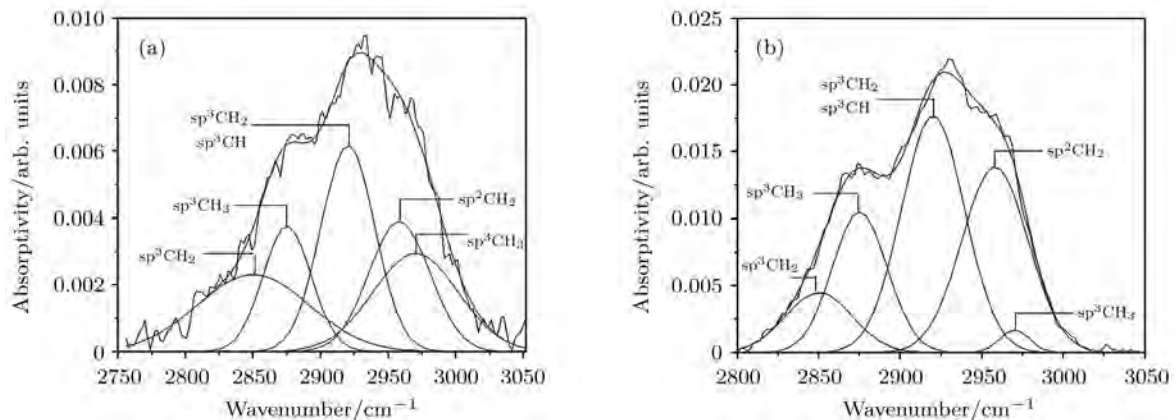 0.010
(a)
0.008
sp³CH₂
sp³CH
0.006
sp³CH₃
sp²CH₂
0.004
sp³CH₂
sp³CH₃
0.002
0
2750 2800 2850 2900 2950 3000 3050
Wavenumber/cm⁻¹
Absorptivity/arb. units
0.025
(b)
0.020
sp³CH₂
sp³CH
0.015
sp²CH₂
sp³CH₃
0.010
sp³CH₂
0.005
sp³CH₃
0
2800 2850 2900 2950 3000 3050
Wavenumber/cm⁻¹
Absorptivity/arb. units